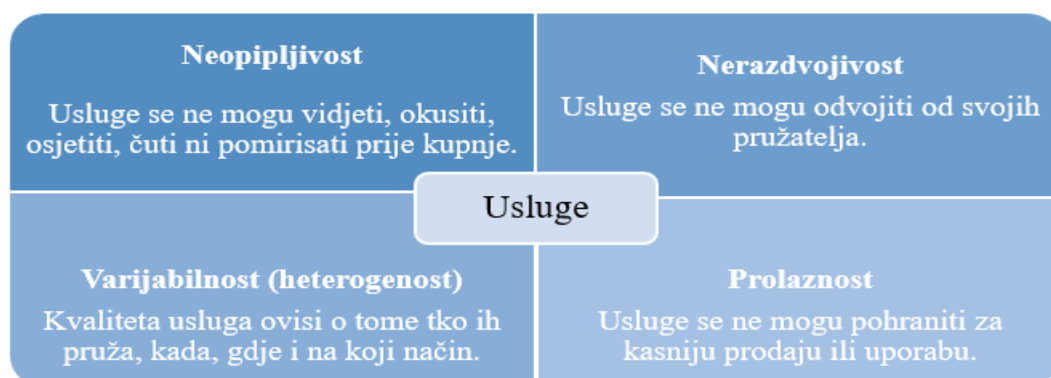 Neopipljivost
Usluge se ne mogu vidjeti, okusiti,
osjetiti, čuti ni pomirisati prije kupnje.
Nerazdvojivost
Usluge se ne mogu odvojiti od svojih
pružatelja.
Usluge
Varijabilnost (heterogenost)
Kvaliteta usluga ovisi o tome tko ih
pruža, kada, gdje i na koji način.
Prolaznost
Usluge se ne mogu pohraniti za
kasniju prodaju ili uporabu.